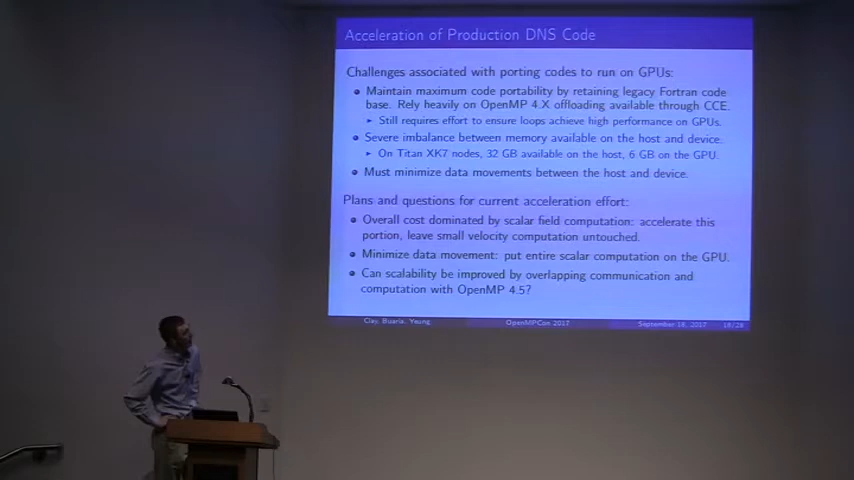 Acceleration of Production DNS Code
Challenges associated with porting codes to run on GPUs:
Maintain maximum code portability by retaining legacy Fortran code
base. Rely heavily on OpenMP 4.X offloading available through CCE.
Still requires effort to ensure loops achieve high performance on GPUs.
Severe imbalance between memory available on the host and device.
On Titan XK7 nodes, 32 GB available on the host, 6 GB on the GPU.
Must minimize data movements between the host and device.
Plans and questions for current acceleration effort:
Overall cost dominated by scalar field computation: accelerate this
portion, leave small velocity computation untouched.
Minimize data movement: put entire scalar computation on the GPU.
Can scalability be improved by overlapping communication and
computation with OpenMP 4.5?
Clay, Buaria, Yeung OpenMPCon 2017 September 18, 2017 18/28